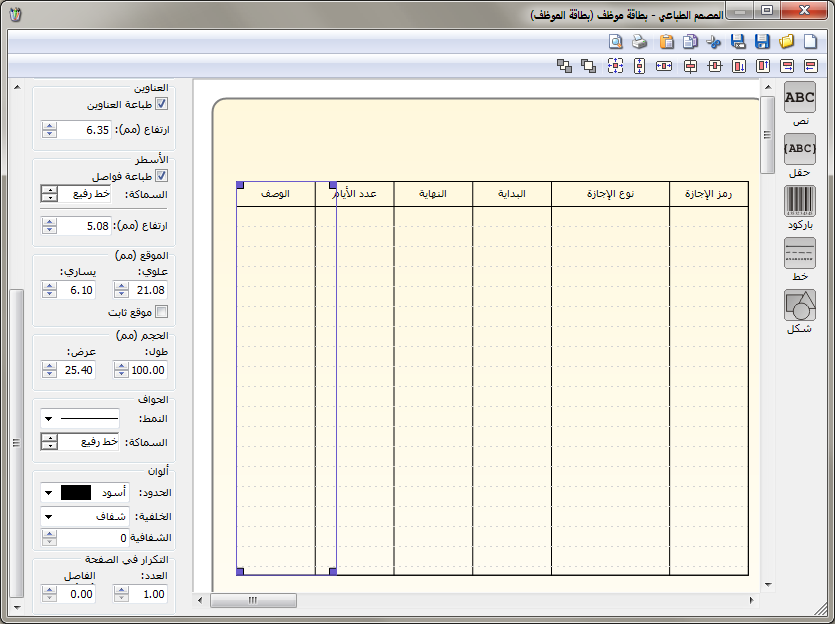 المصمم الطباعي - بطاقة موظف (بطاقة الموظف)
ABC
نص
{ABC}
حقل
باركود
خط
شكل
رمز الإجازة
نوع الإجازة
البداية
النهاية
عدد الأيام
الوصف
العناوين
طباعة العناوين
ارتفاع (مم): 6.35
الأسطر
طباعة فواصل
السماكة: خط رفيع
ارتفاع (مم): 5.08
الموقع (مم)
علوي: يساري:
21.08 6.10
موقع ثابت
الحجم (مم)
طول: عرض:
100.00 25.40
الحواف
النمط:
السماكة: خط رفيع
ألوان
الحدود: أسود
الخلفية: شفاف
الشفافية 0
التكرار في الصفحة
العدد: الفاصل
1.00 0.00